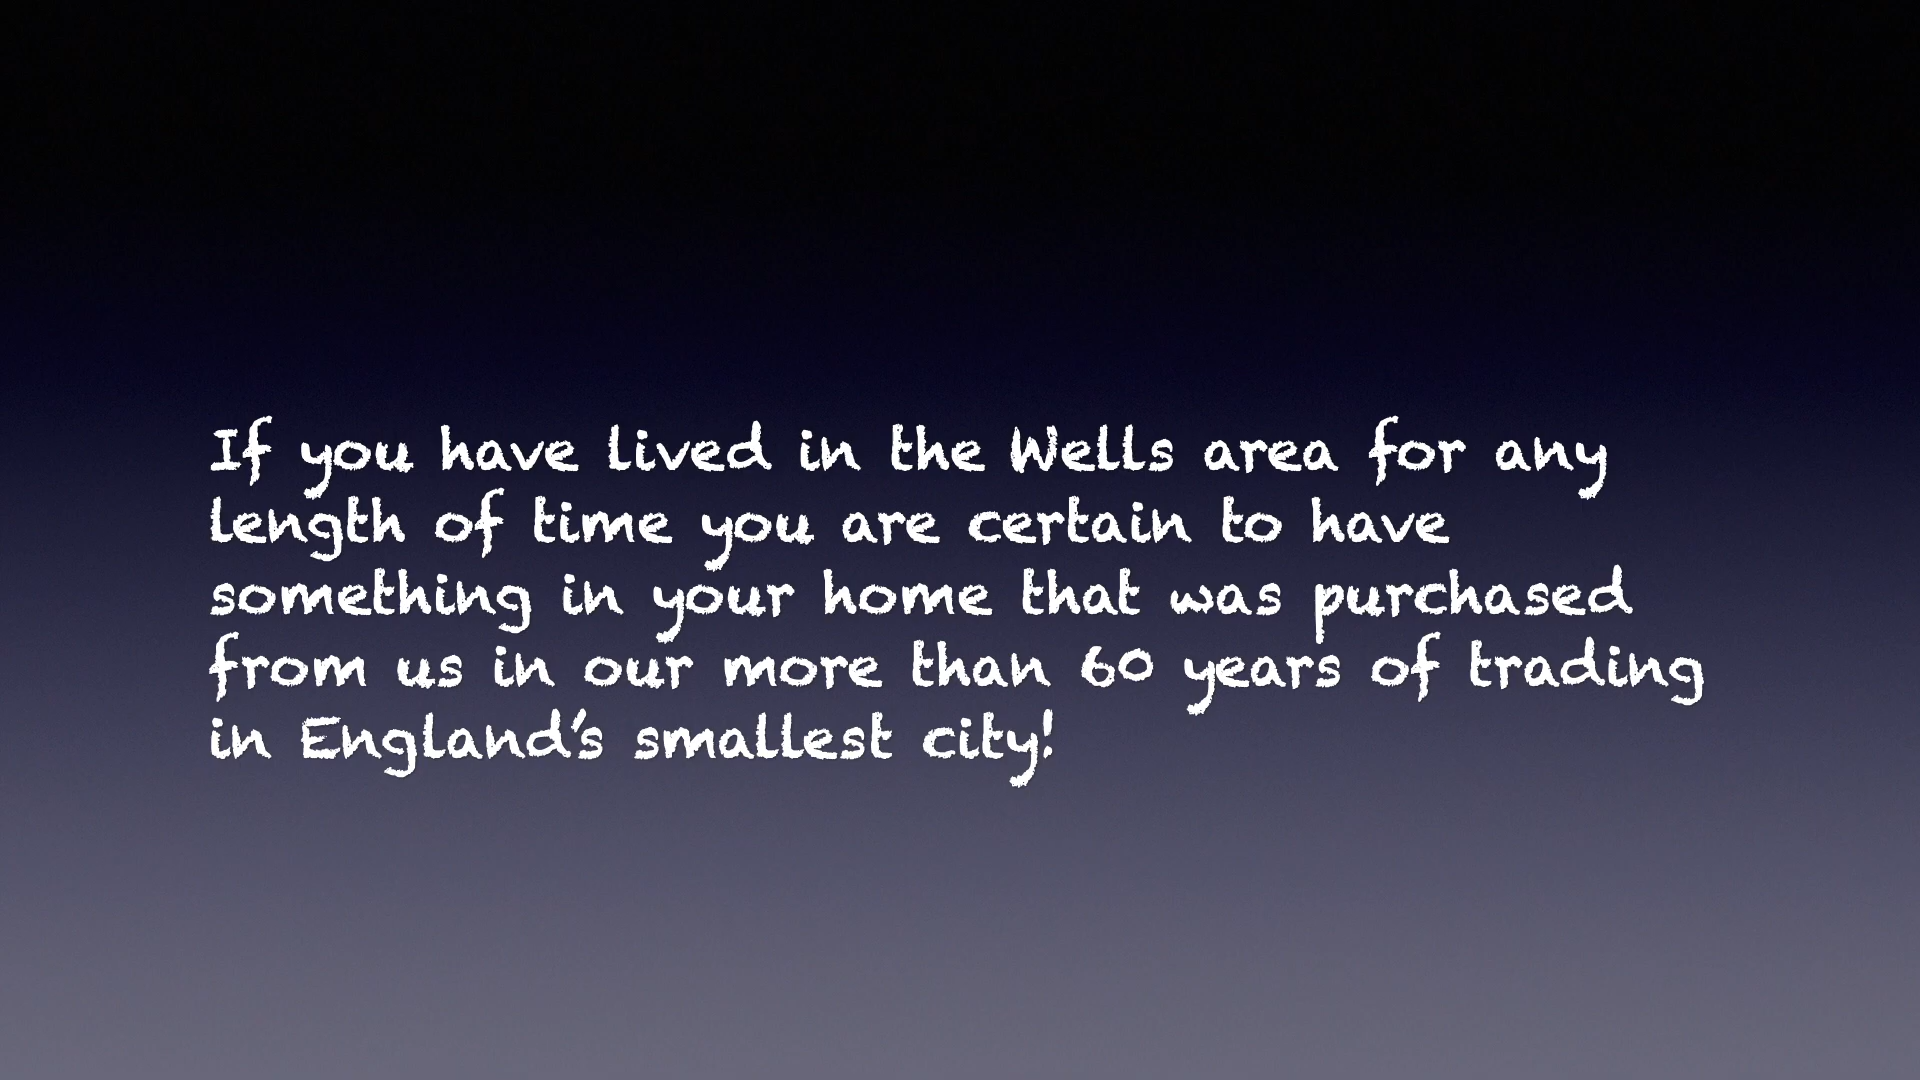 If you have lived in the Wells area for any
length of time you are certain to have
something in your home that was purchased
from us in our more than 60 years of trading
in England's smallest city!